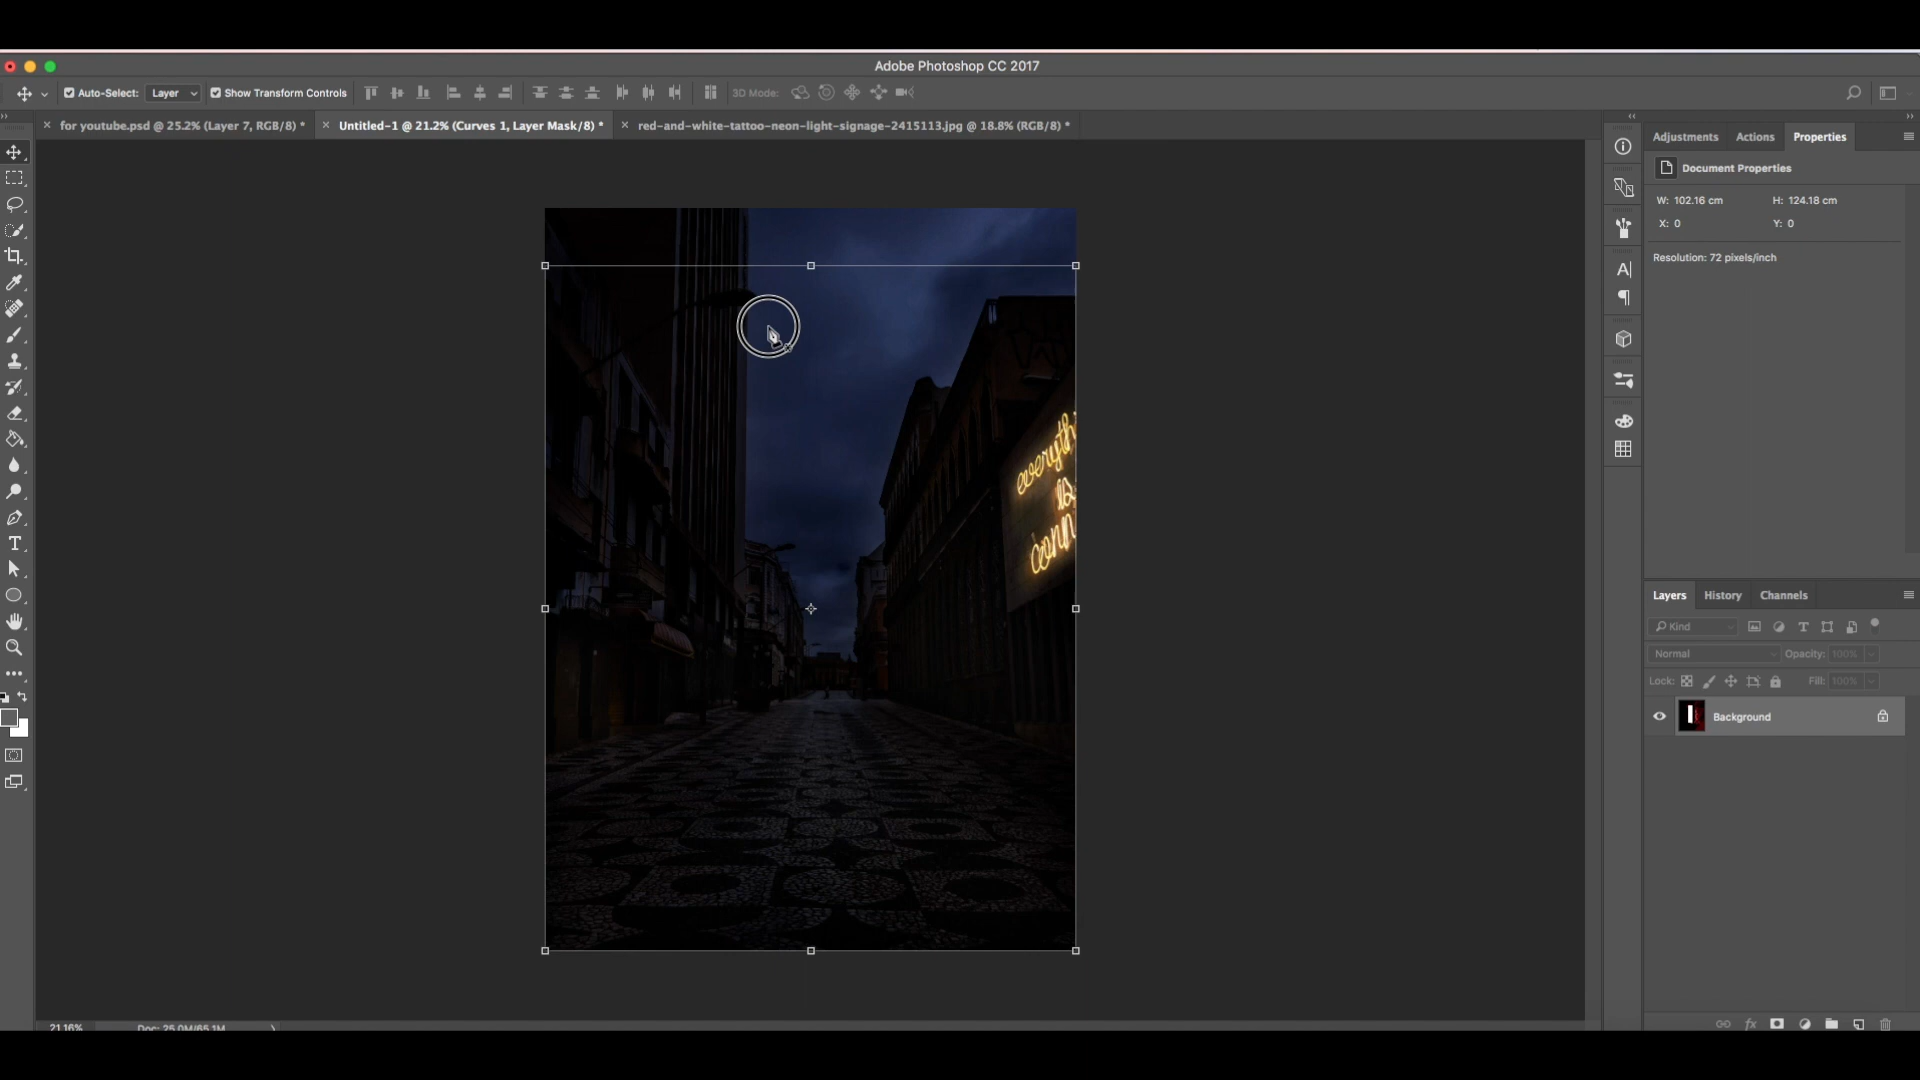 Adobe Photoshop CC 2017
Auto-Select: Layer Show Transform Controls 3D Mode:
for youtube.psd @ 25.2% (Layer 7, RGB/8) * Untitled-1 @ 21.2% (Curves 1, Layer Mask/8) * red-and-white-tattoo-neon-light-signage-2415113.jpg @ 18.8% (RGB/8) *
Adjustments Actions Properties
Document Properties
W: 102.16 cm H: 124.18 cm
X: 0 Y: 0
Resolution: 72 pixels/inch
everythi
is
conn
Layers History Channels
Kind
Normal Opacity: 100%
Lock: Fill: 100%
Background
21.16% Doc: 25.0M/65.1M